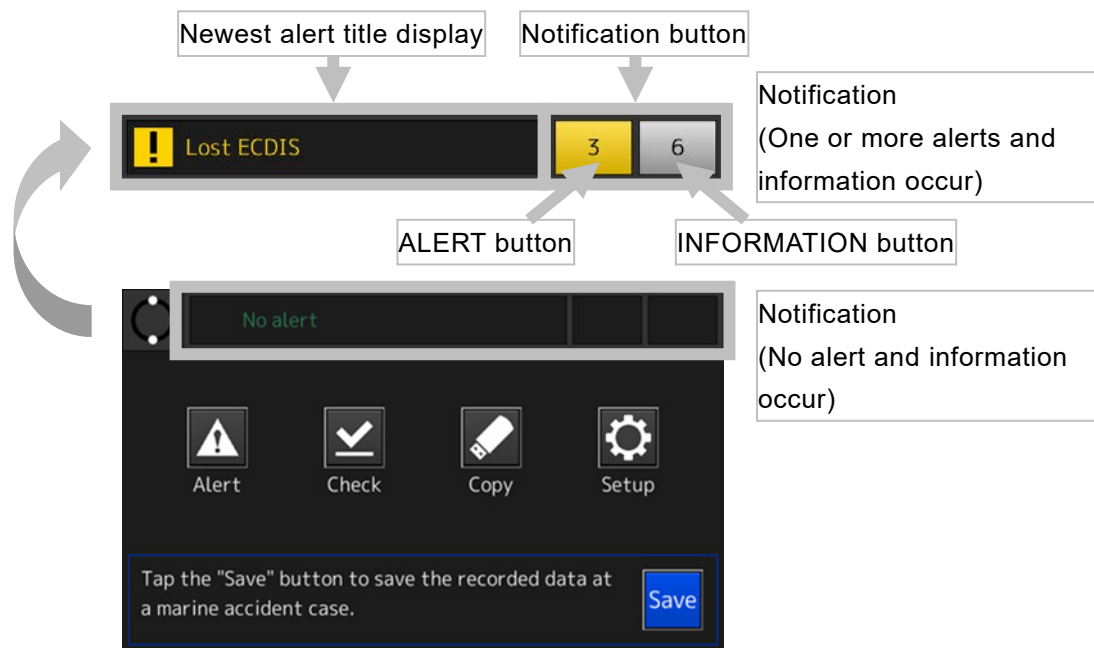 Newest alert title display
Notification button
Notification
(One or more alerts and
information occur)
! Lost ECDIS
3
6
ALERT button
INFORMATION button
Notification
(No alert and information
occur)
No alert
Alert
Check
Copy
Setup
Tap the "Save" button to save the recorded data at
a marine accident case.
Save